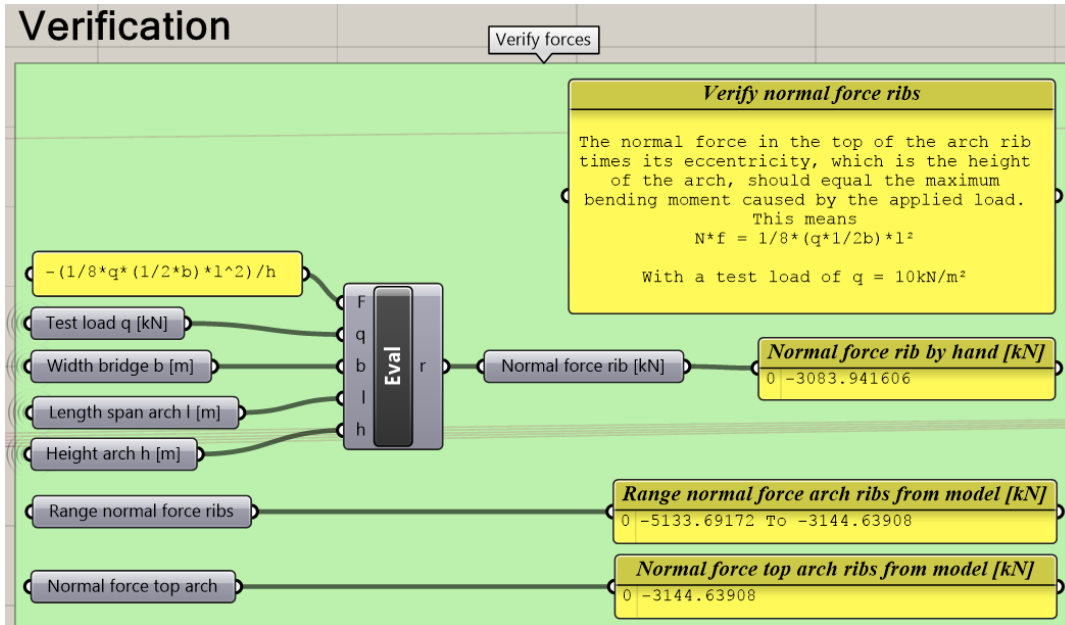 Verification
Verify forces
Verify normal force ribs
The normal force in the top of the arch rib
times its eccentricity, which is the height
of the arch, should equal the maximum
bending moment caused by the applied load.
This means
N*f = 1/8*(q*1/2b)*l²
With a test load of q = 10kN/m²
-(1/8*q*(1/2*b)*l^2)/h
Test load q [kN]
Width bridge b [m]
Length span arch l [m]
Height arch h [m]
F
q
b
l
h
Eval
r
Normal force rib [kN]
Normal force rib by hand [kN]
0 -3083.941606
Range normal force ribs
Range normal force arch ribs from model [kN]
0 -5133.69172 To -3144.63908
Normal force top arch
Normal force top arch ribs from model [kN]
0 -3144.63908